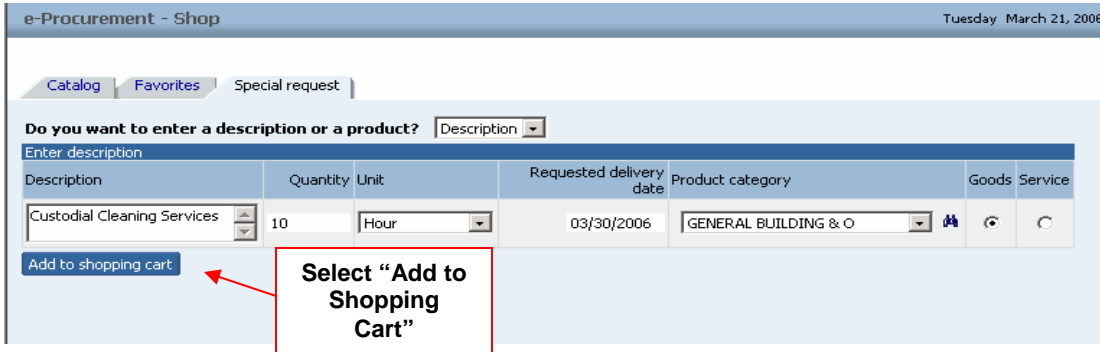 e-Procurement - Shop Tuesday March 21, 2006
Catalog Favorites Special request
Do you want to enter a description or a product? Description
Enter description
Description Quantity Unit Requested delivery date Product category Goods Service
Custodial Cleaning Services 10 Hour 03/30/2006 GENERAL BUILDING & O
Add to shopping cart
Select “Add to
Shopping
Cart”